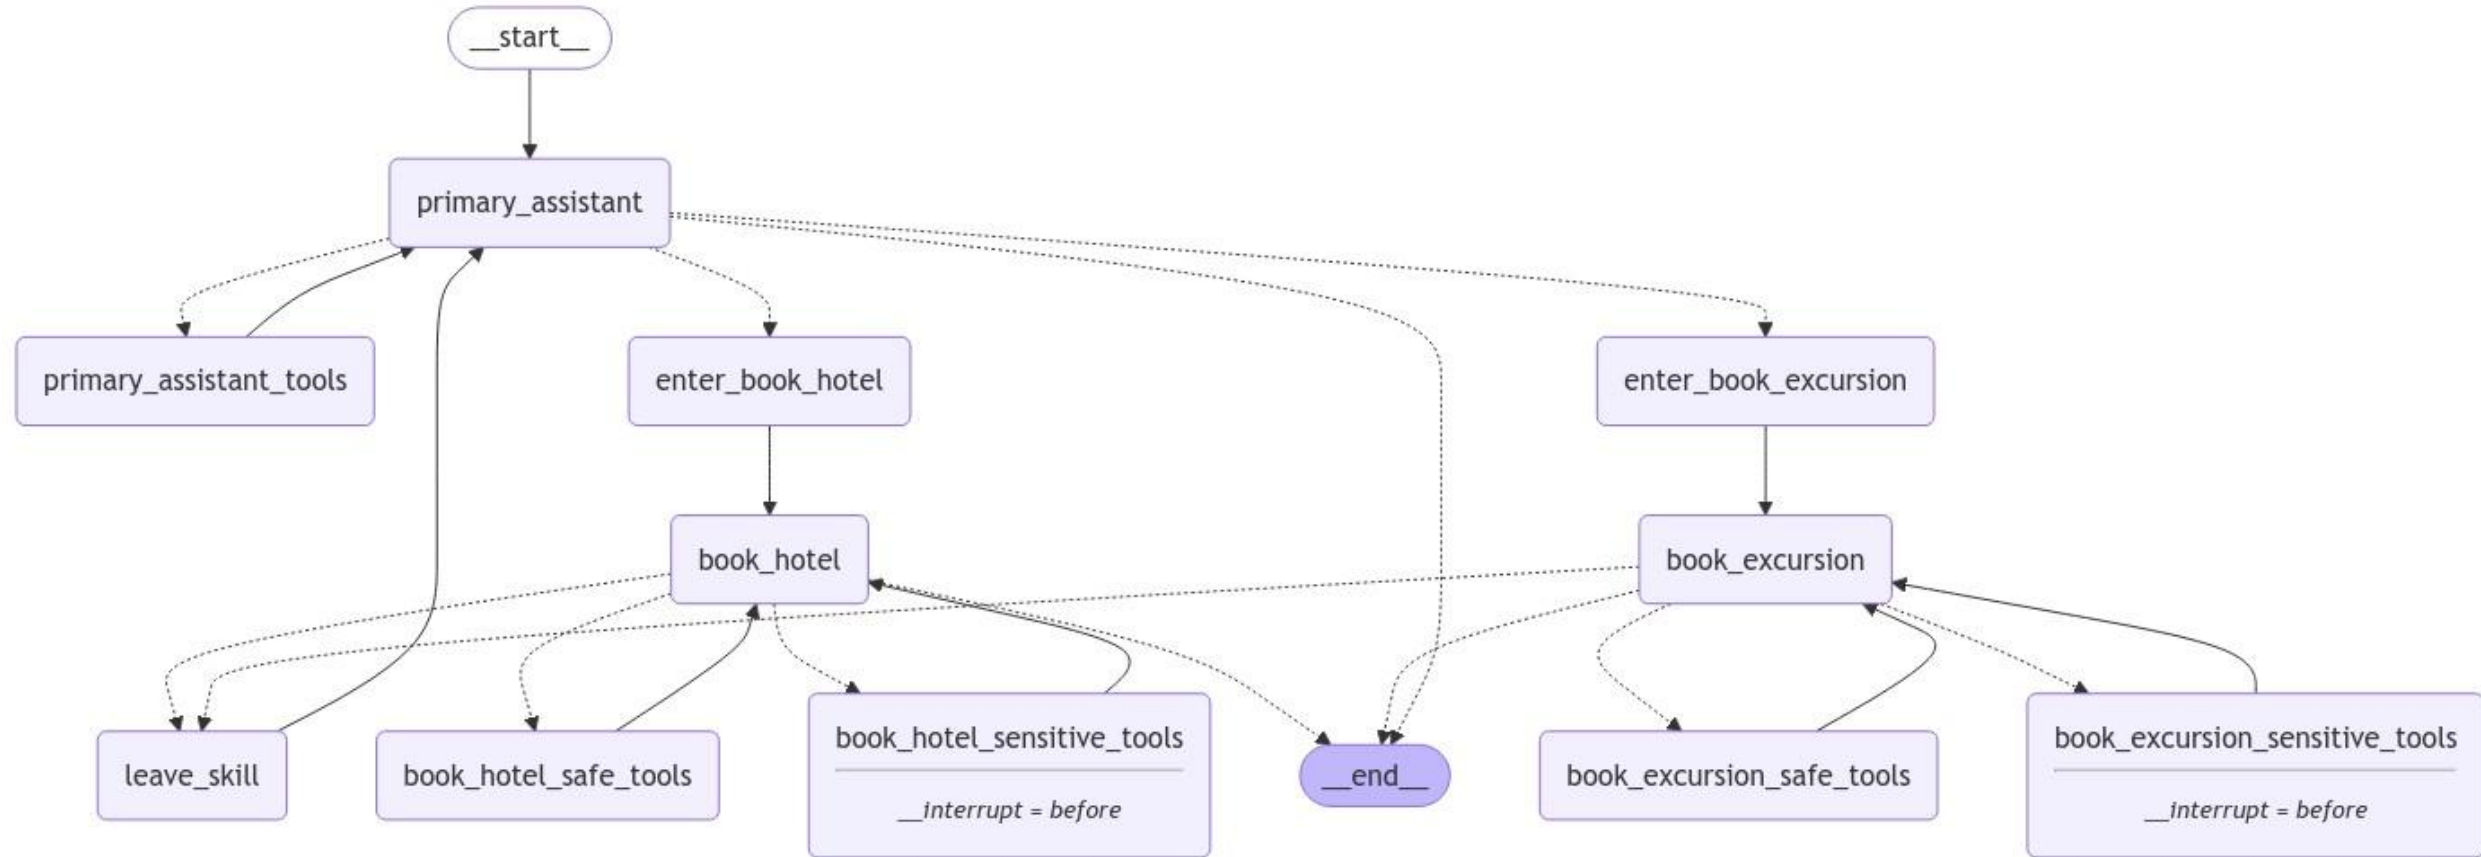 __start__
primary_assistant
primary_assistant_tools
enter_book_hotel
enter_book_excursion
book_hotel
book_excursion
leave_skill
book_hotel_safe_tools
book_hotel_sensitive_tools
__interrupt = before
__end__
book_excursion_safe_tools
book_excursion_sensitive_tools
__interrupt = before